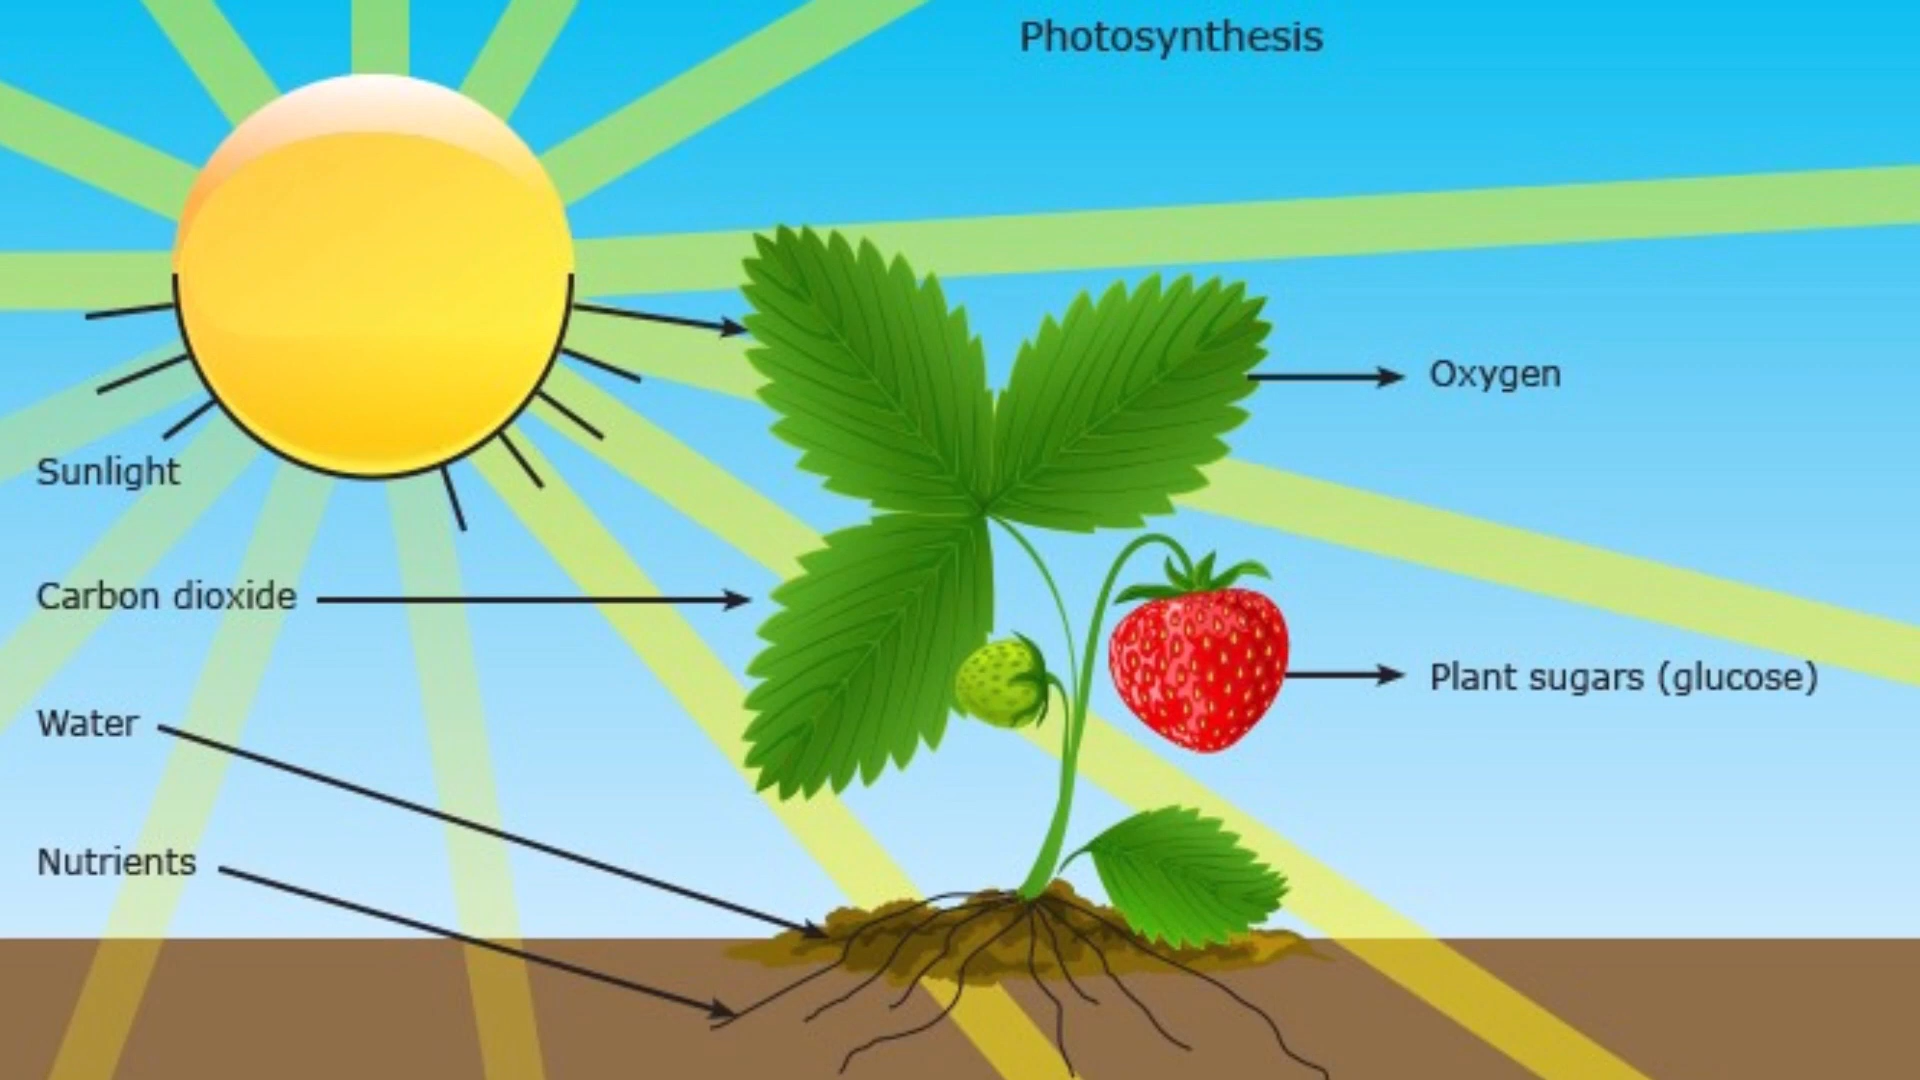 Photosynthesis
Sunlight
Oxygen
Carbon dioxide
Plant sugars (glucose)
Water
Nutrients